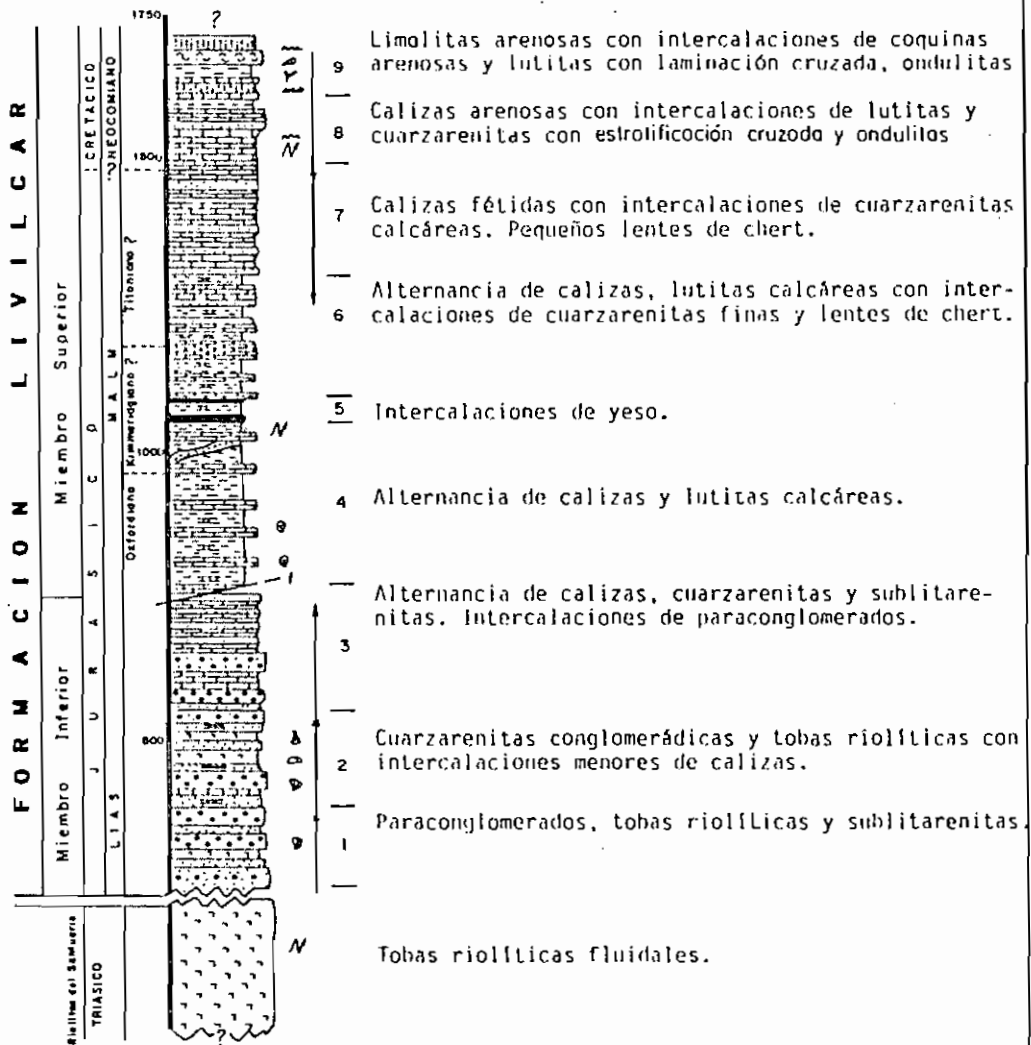 1750
?
FORMACION LIVILCAR
Miembro Superior
Miembro Inferior
¿CRETACICO
JURASICO
TRIASICO
¿NEOCOMIANO
MALM
LIAS
Titoniano ?
Kimmeridgiano ?
Oxfordiano
Riolitas del Santuario
1500
1000
500
9
Limolitas arenosas con intercalaciones de coquinas
arenosas y lutitas con laminación cruzada, ondulitas
8
Calizas arenosas con intercalaciones de lutitas y
cuarzarenitas con estratificación cruzada y ondulitas
N
7
Calizas fétidas con intercalaciones de cuarzarenitas
calcáreas. Pequeños lentes de chert.
6
Alternancia de calizas, lutitas calcáreas con inter-
calaciones de cuarzarenitas finas y lentes de chert.
5
Intercalaciones de yeso.
N
4
Alternancia de calizas y lutitas calcáreas.
3
Alternancia de calizas, cuarzarenitas y sublitare-
nitas. Intercalaciones de paraconglomerados.
2
Cuarzarenitas conglomerádicas y tobas riolíticas con
intercalaciones menores de calizas.
1
Paraconglomerados, tobas riolíticas y sublitarenitas.
N
Tobas riolíticas fluidales.
?